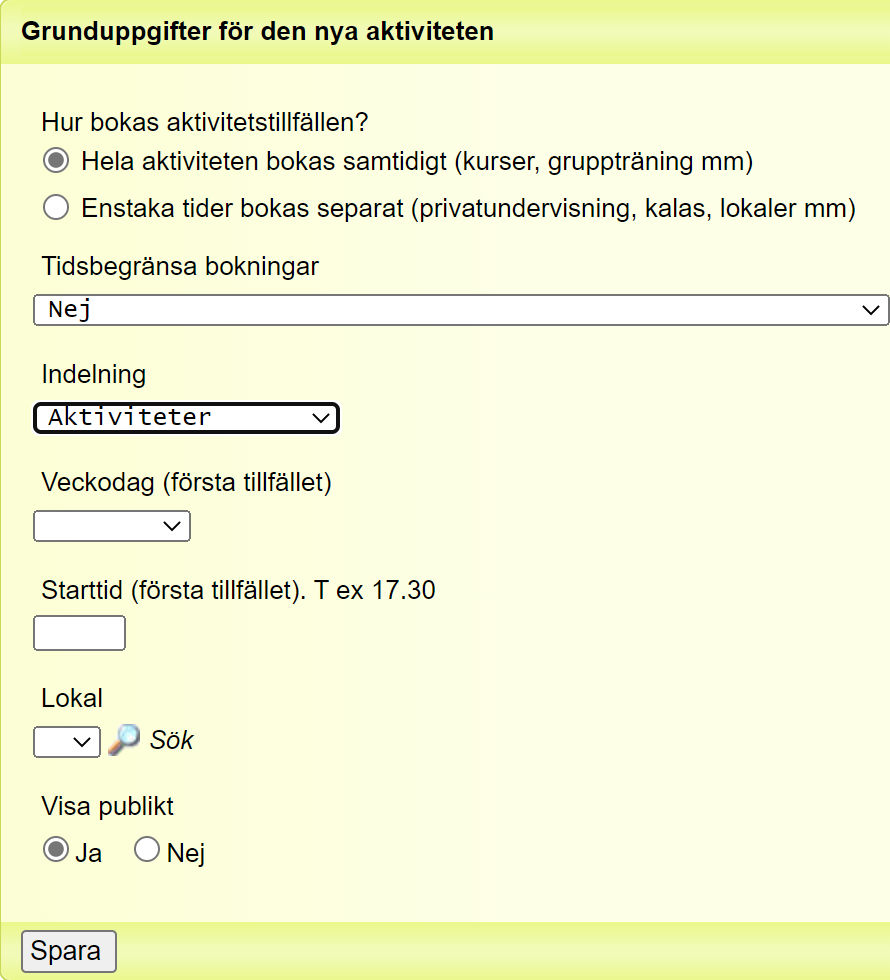 Grunduppgifter för den nya aktiviteten
Hur bokas aktivitetstillfällen?
Hela aktiviteten bokas samtidigt (kurser, gruppträning mm)
Enstaka tider bokas separat (privatundervisning, kalas, lokaler mm)
Tidsbegränsa bokningar
Nej
Indelning
Aktiviteter
Veckodag (första tillfället)
Starttid (första tillfället). T ex 17.30
Lokal
Sök
Visa publikt
Ja Nej
Spara